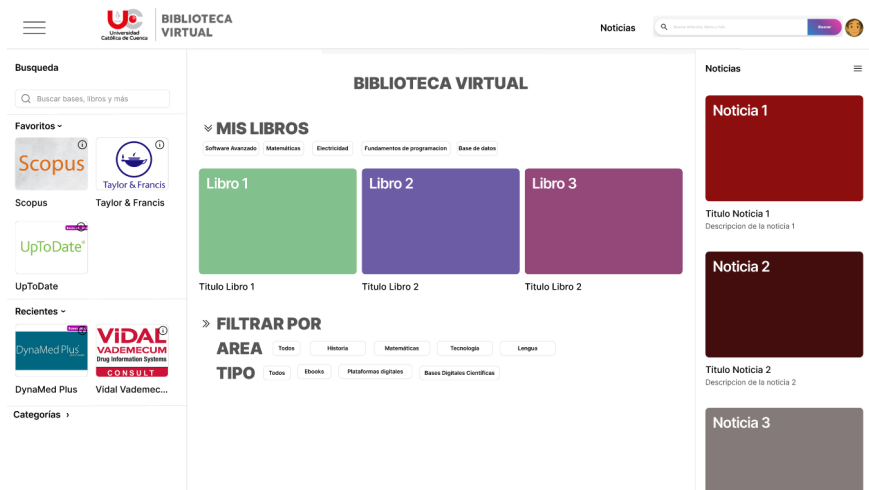 UC
Universidad
Católica de Cuenca
BIBLIOTECA
VIRTUAL
Noticias
Buscar
Busqueda
Buscar bases, libros y más
Favoritos
Scopus
Taylor & Francis
Scopus
Taylor & Francis
UpToDate®
UpToDate
Recientes
DynaMed Plus
ViDAL
VADEMECUM
Drug Information Systems
CONSULT
DynaMed Plus
Vidal Vademec...
Categorías
BIBLIOTECA VIRTUAL
MIS LIBROS
Software Avanzado Matemáticas Electricidad Fundamentos de programacion Base de datos
Libro 1
Libro 2
Libro 3
Titulo Libro 1
Titulo Libro 2
Titulo Libro 2
FILTRAR POR
AREA Todos Historia Matemáticas Tecnología Lengua
TIPO Todos Ebooks Plataformas digitales Bases Digitales Científicas
Noticias
Noticia 1
Titulo Noticia 1
Descripcion de la noticia 1
Noticia 2
Titulo Noticia 2
Descripcion de la noticia 2
Noticia 3